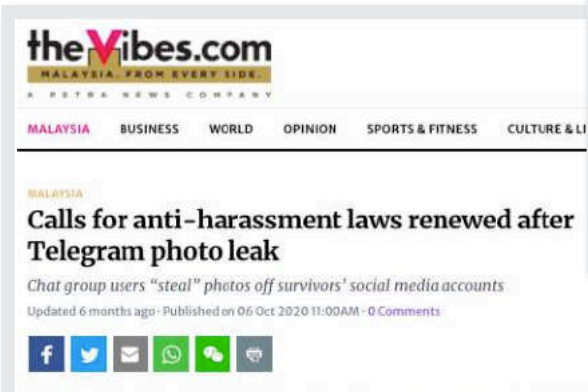 theVibes.com
MALAYSIA. FROM EVERY SIDE.
A PETRA NEWS COMPANY
MALAYSIA BUSINESS WORLD OPINION SPORTS & FITNESS CULTURE & LI
MALAYSIA
Calls for anti-harassment laws renewed after
Telegram photo leak
Chat group users “steal” photos off survivors’ social media accounts
Updated 6 months ago · Published on 06 Oct 2020 11:00AM · 0 Comments